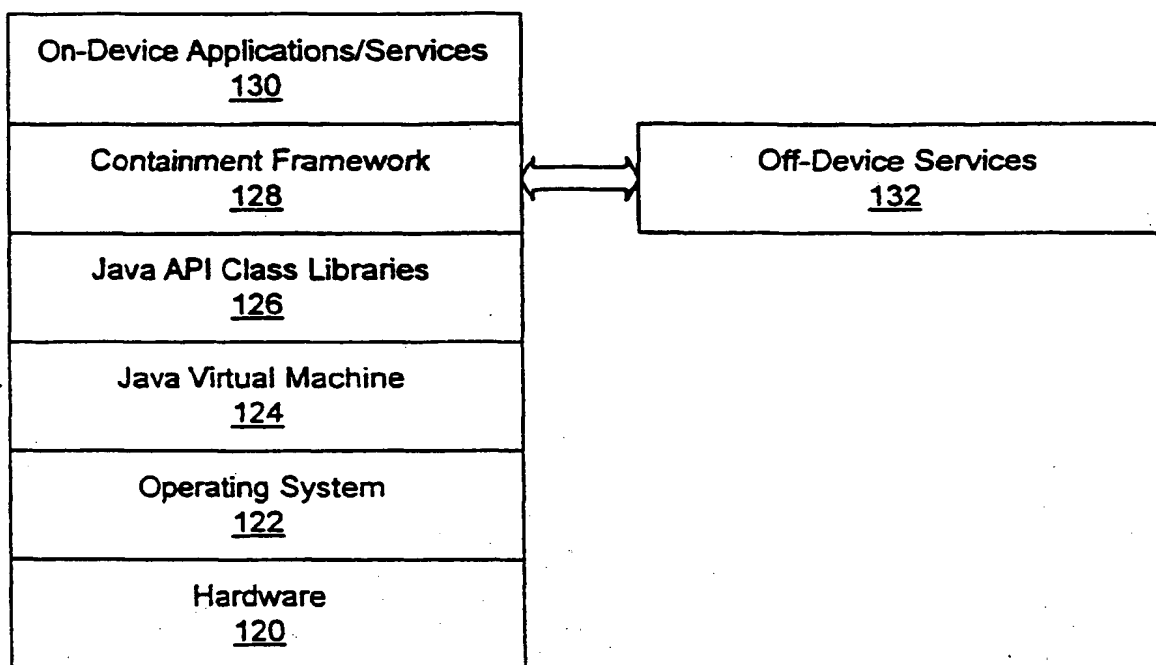 On-Device Applications/Services
130
Containment Framework
128
Off-Device Services
132
Java API Class Libraries
126
Java Virtual Machine
124
Operating System
122
Hardware
120